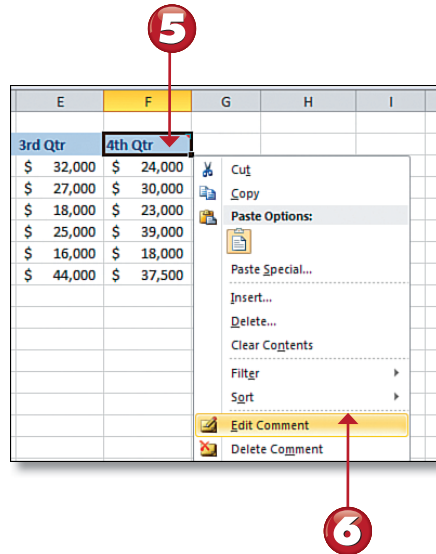 5
E F G H I
3rd Qtr 4th Qtr
$ 32,000 $ 24,000
$ 27,000 $ 30,000
$ 18,000 $ 23,000
$ 25,000 $ 39,000
$ 16,000 $ 18,000
$ 44,000 $ 37,500
Cut
Copy
Paste Options:
Paste Special...
Insert...
Delete...
Clear Contents
Filter
Sort
Edit Comment
Delete Comment
6